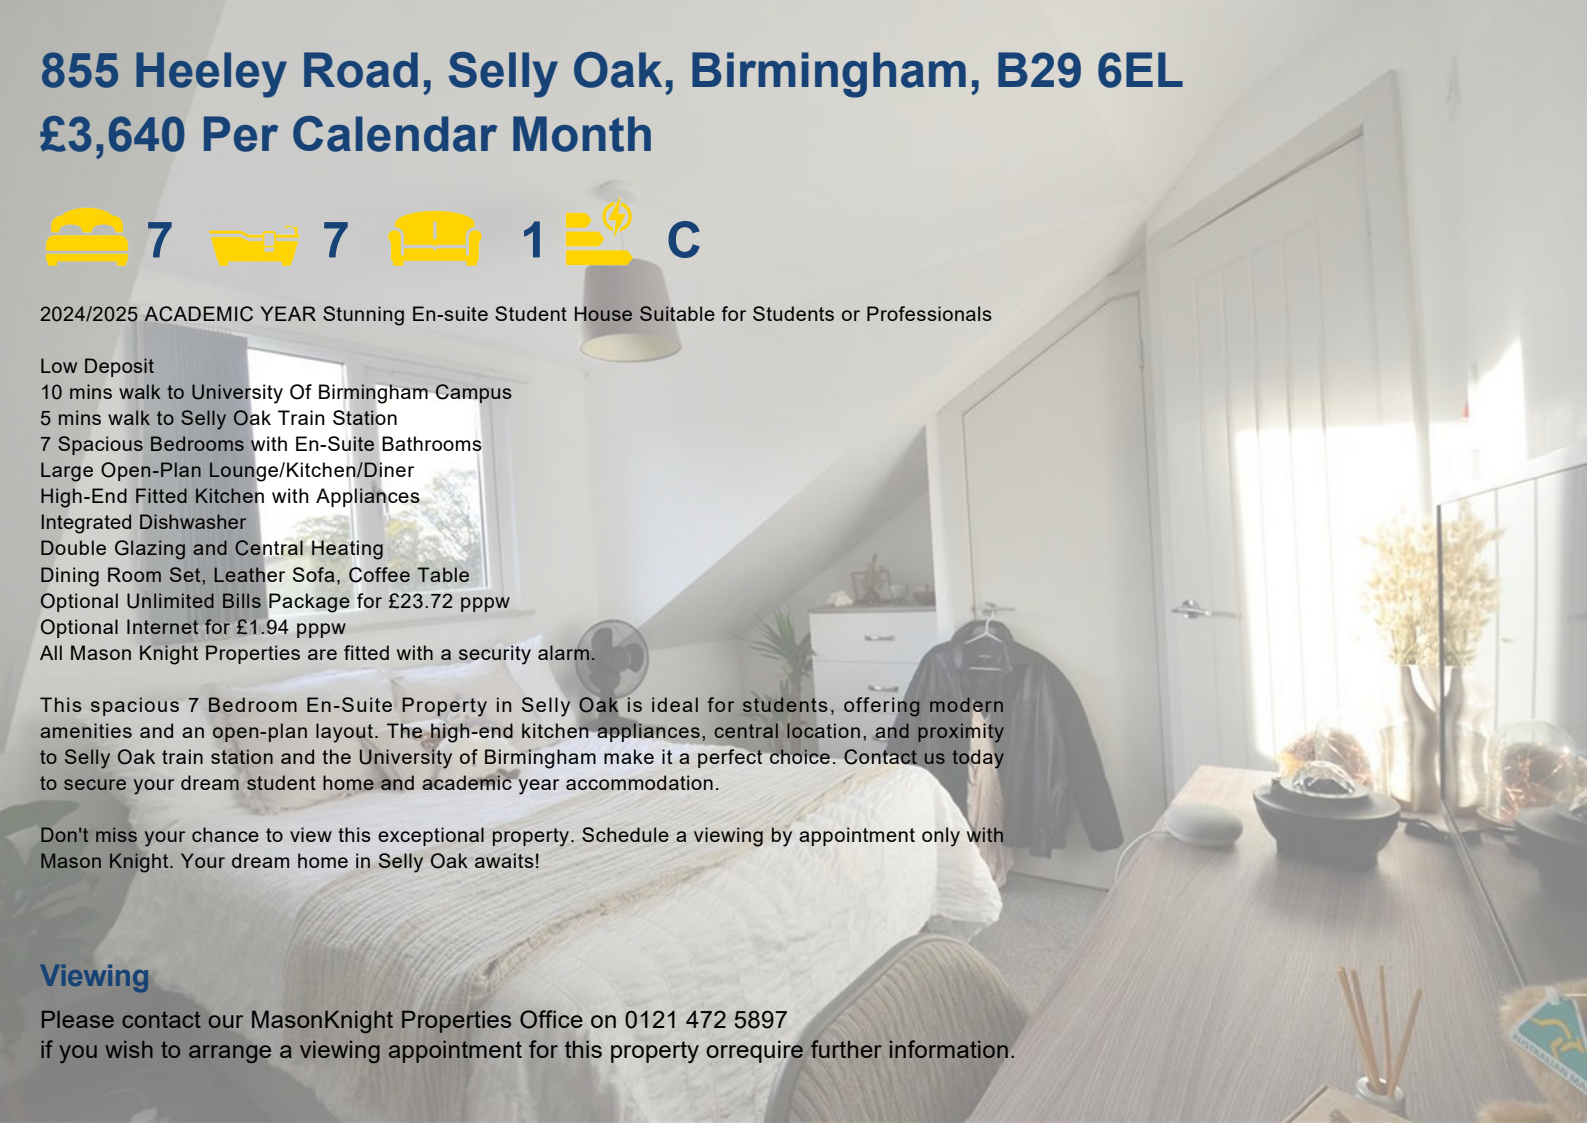 855 Heeley Road, Selly Oak, Birmingham, B29 6EL
£3,640 Per Calendar Month
7 7 1 C
2024/2025 ACADEMIC YEAR Stunning En-suite Student House Suitable for Students or Professionals
Low Deposit
10 mins walk to University Of Birmingham Campus
5 mins walk to Selly Oak Train Station
7 Spacious Bedrooms with En-Suite Bathrooms
Large Open-Plan Lounge/Kitchen/Diner
High-End Fitted Kitchen with Appliances
Integrated Dishwasher
Double Glazing and Central Heating
Dining Room Set, Leather Sofa, Coffee Table
Optional Unlimited Bills Package for £23.72 pppw
Optional Internet for £1.94 pppw
All Mason Knight Properties are fitted with a security alarm.
This spacious 7 Bedroom En-Suite Property in Selly Oak is ideal for students, offering modern
amenities and an open-plan layout. The high-end kitchen appliances, central location, and proximity
to Selly Oak train station and the University of Birmingham make it a perfect choice. Contact us today
to secure your dream student home and academic year accommodation.
Don't miss your chance to view this exceptional property. Schedule a viewing by appointment only with
Mason Knight. Your dream home in Selly Oak awaits!
Viewing
Please contact our MasonKnight Properties Office on 0121 472 5897
if you wish to arrange a viewing appointment for this property orrequire further information.
AUSTRALIAN MA